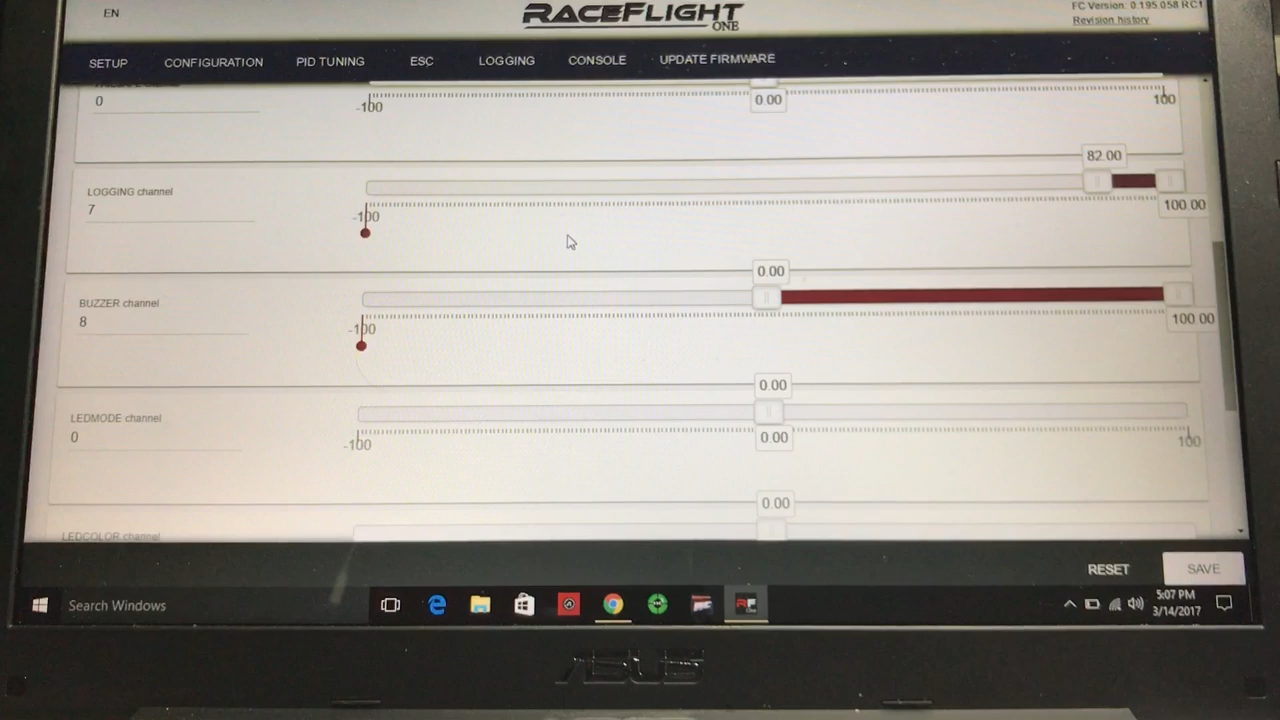 EN
RACEFLIGHT
ONE
FC Version: 0.195.058 RC1
Revision history
SETUP CONFIGURATION PID TUNING ESC LOGGING CONSOLE UPDATE FIRMWARE
0
-100 0.00 100
82.00
LOGGING channel
7
-100 100.00
0.00
BUZZER channel
8
-100 100.00
0.00
LEDMODE channel
0
-100 0.00 100
0.00
LEDCOLOR channel
RESET SAVE
Search Windows
5:07 PM
3/14/2017
ASUS